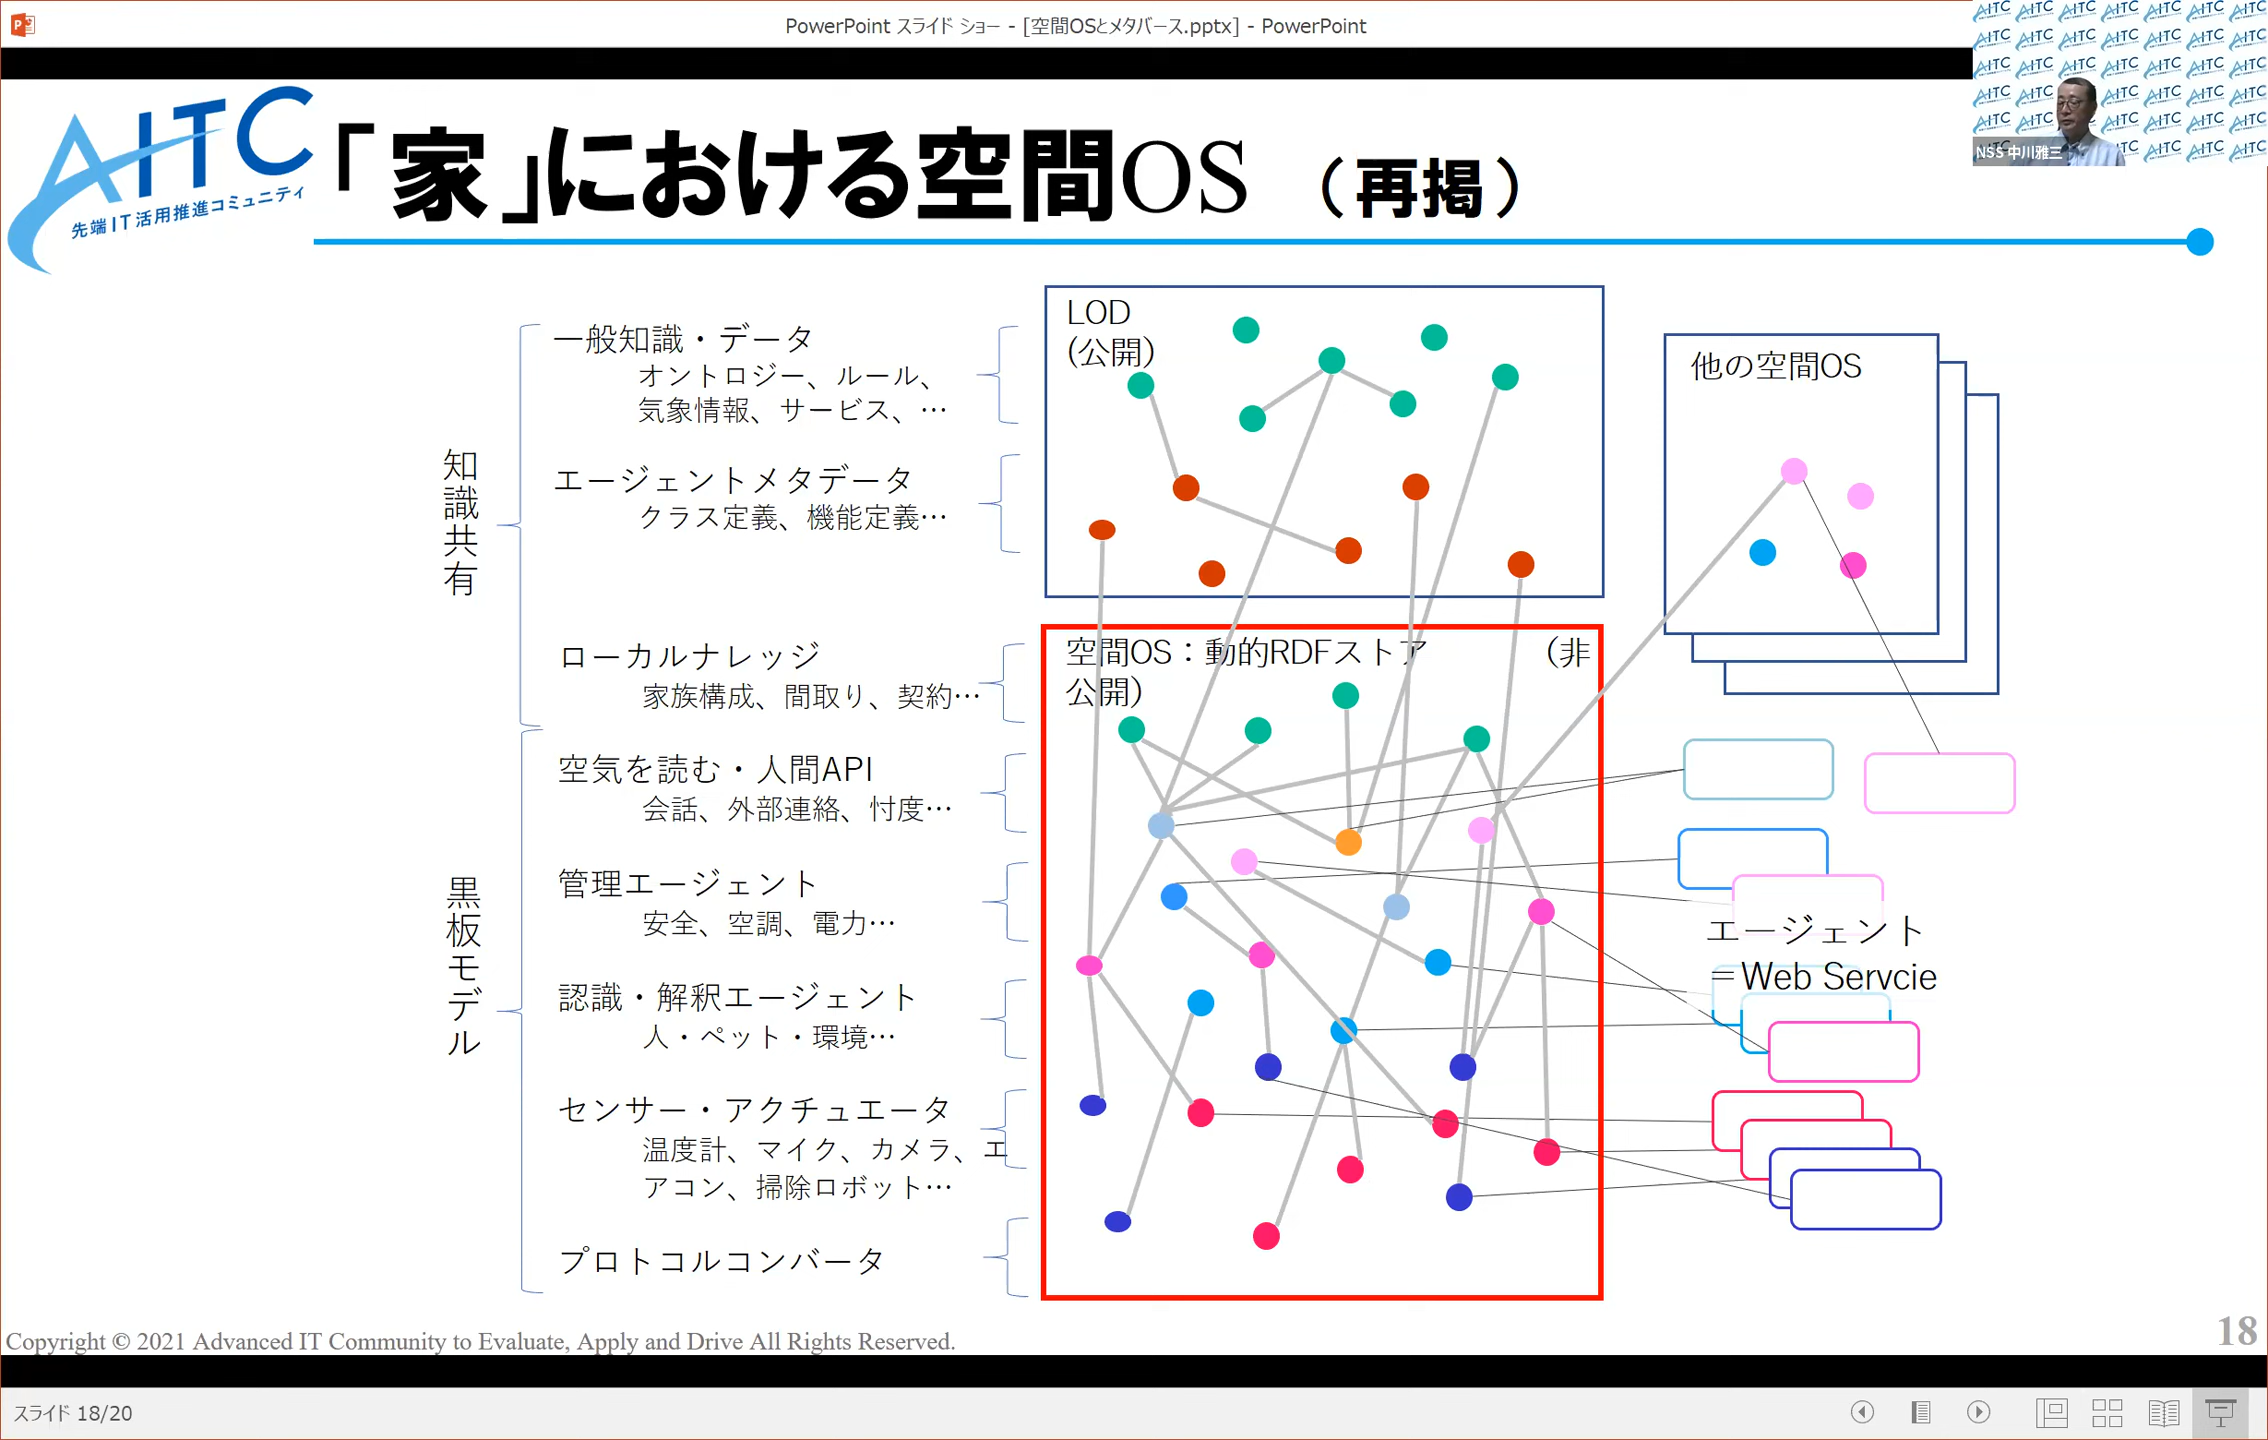 PowerPoint スライド ショー - [空間OSとメタバース.pptx] - PowerPoint
AITC
先端IT活用推進コミュニティ
「家」における空間OS （再掲）
NSS 中川雅三
知識共有
一般知識・データ
オントロジー、ルール、
気象情報、サービス、…
エージェントメタデータ
クラス定義、機能定義…
ローカルナレッジ
家族構成、間取り、契約…
黒板モデル
空気を読む・人間API
会話、外部連絡、忖度…
管理エージェント
安全、空調、電力…
認識・解釈エージェント
人・ペット・環境…
センサー・アクチュエータ
温度計、マイク、カメラ、エ
アコン、掃除ロボット…
プロトコルコンバータ
LOD
(公開)
空間OS：動的RDFストア (非
公開)
他の空間OS
エージェント
＝Web Servcie
Copyright © 2021 Advanced IT Community to Evaluate, Apply and Drive All Rights Reserved.
18
スライド 18/20